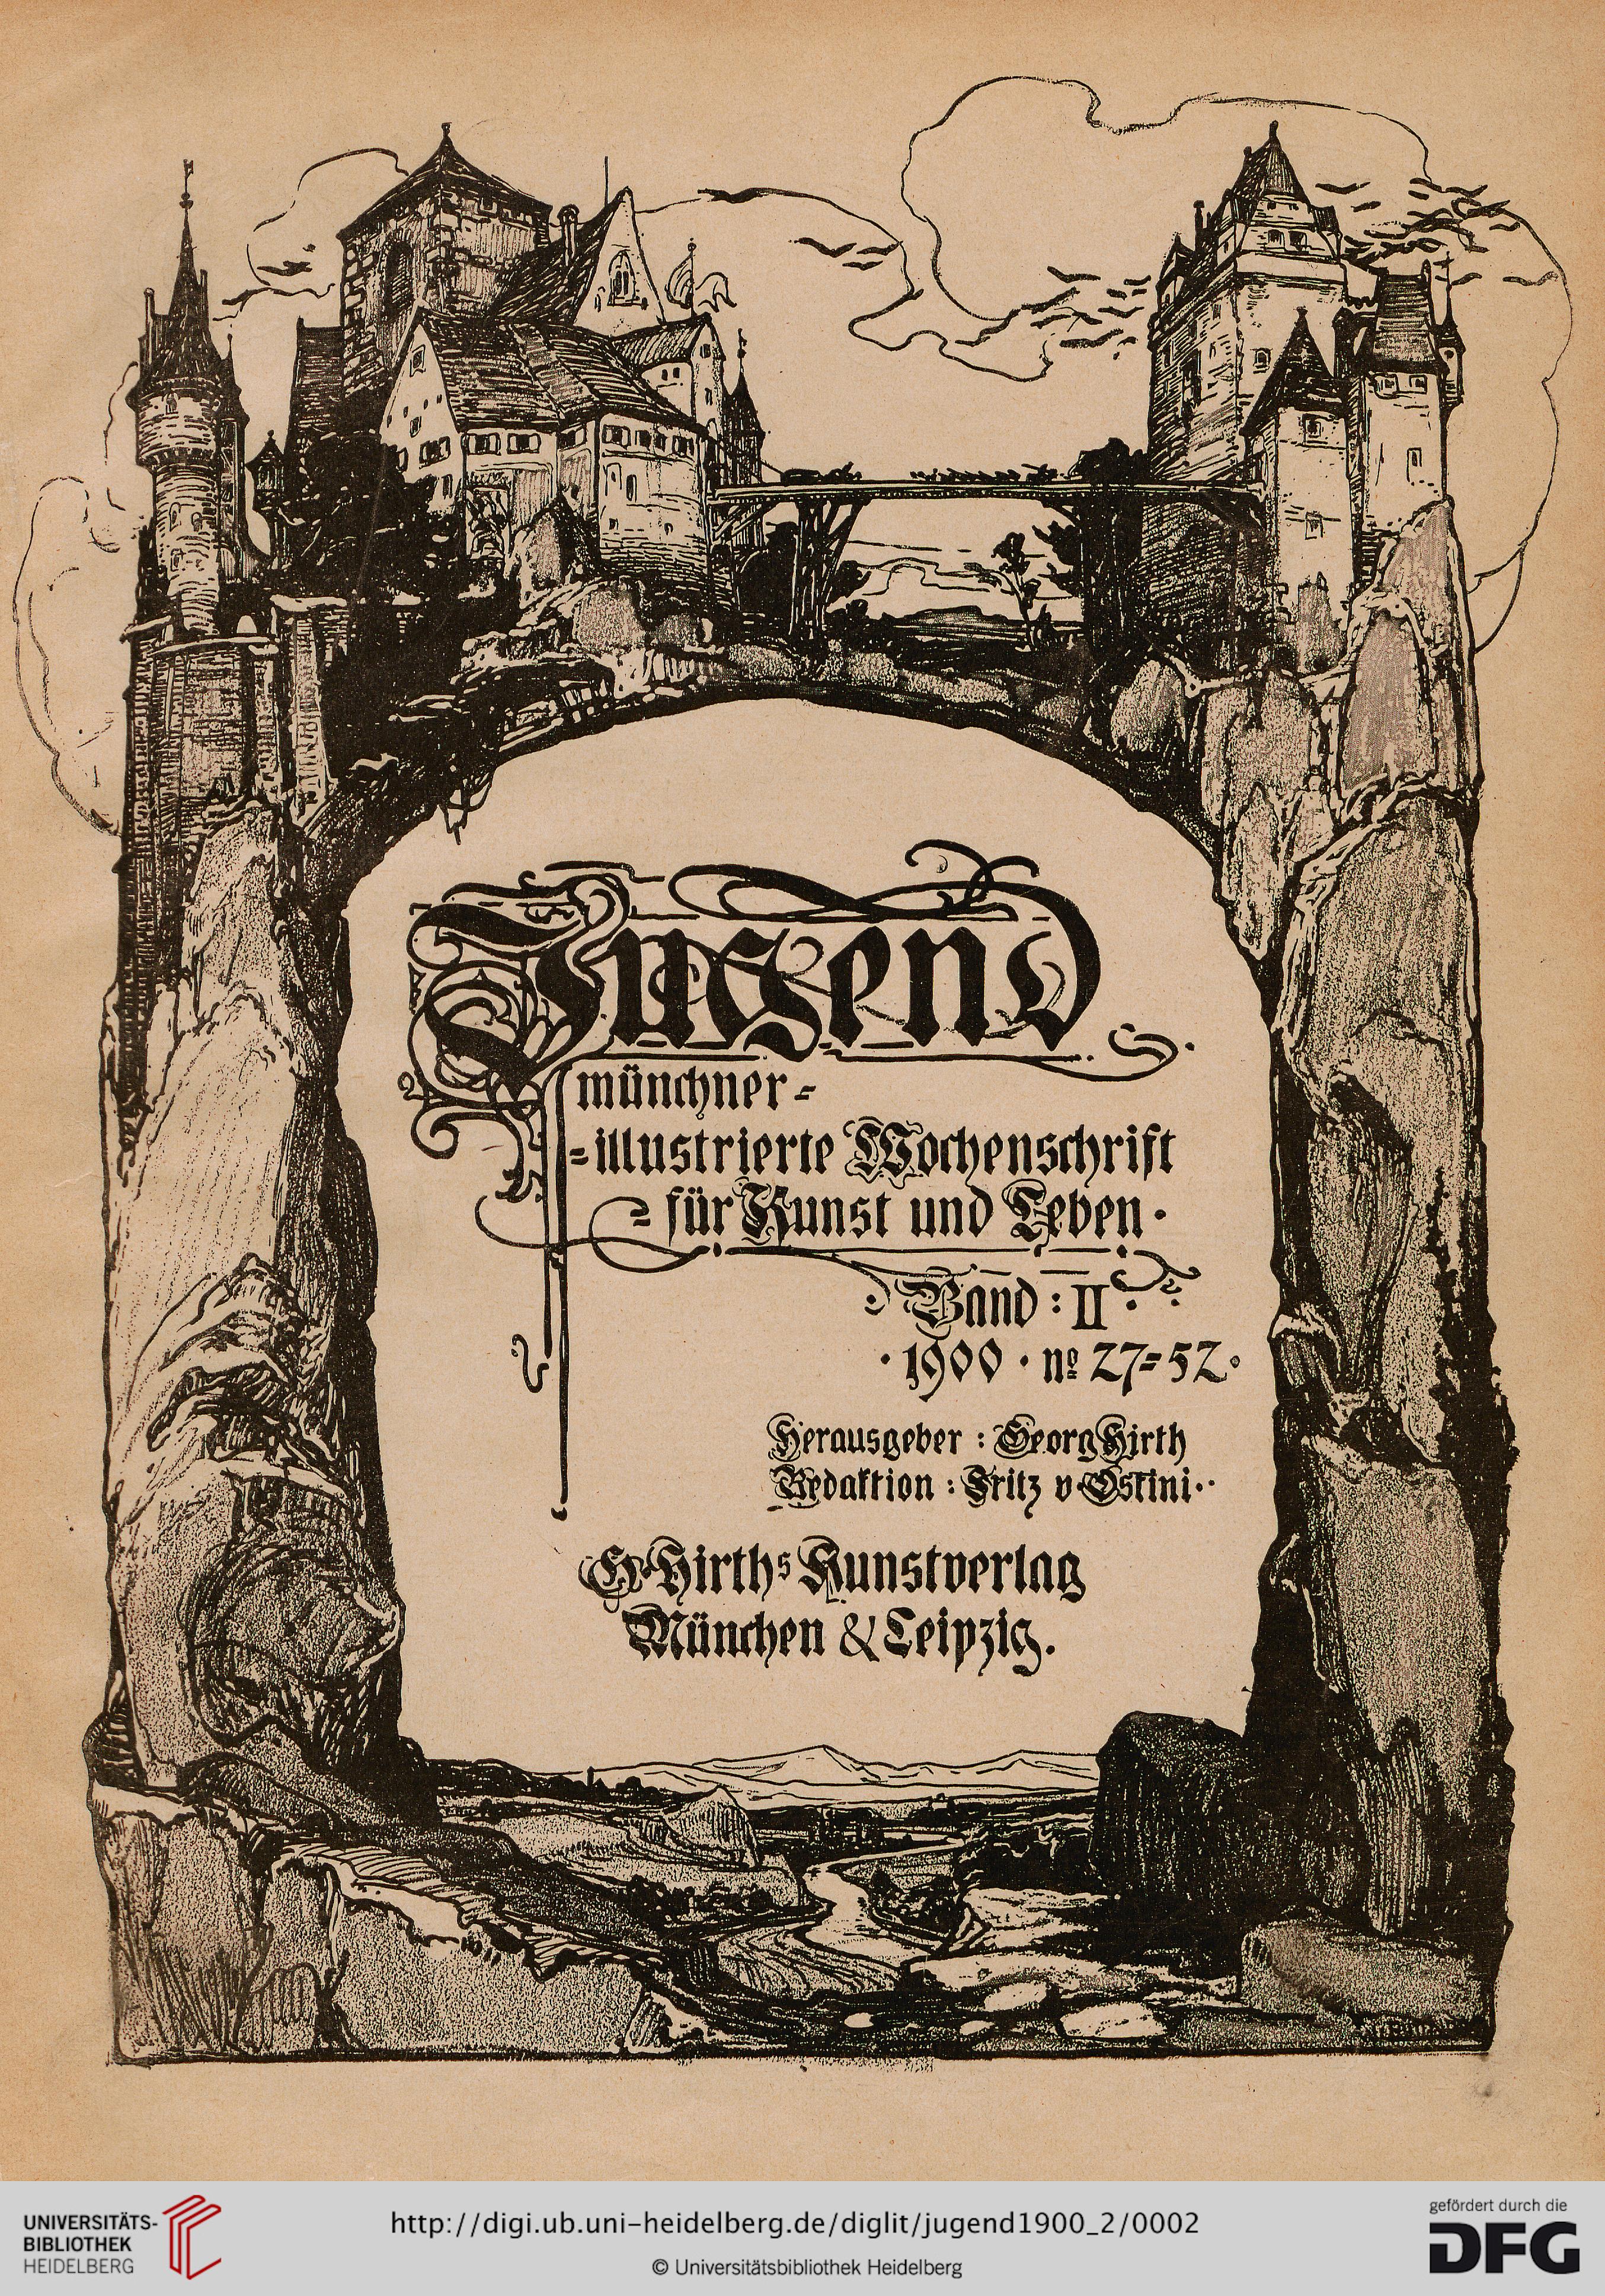 Jugend
münchner=
=illustrierte Wochenschrift
=für Kunst und Leben·
Band : II·
·1900 · no 27=52·
Herausgeber : Georg Hirth
Redaktion : Fritz v. Ostini··
G. Hirths Kunstverlag
München & Leipzig.
UNIVERSITÄTS-
BIBLIOTHEK
HEIDELBERG
http://digi.ub.uni-heidelberg.de/diglit/jugend1900_2/0002
© Universitätsbibliothek Heidelberg
gefördert durch die
DFG